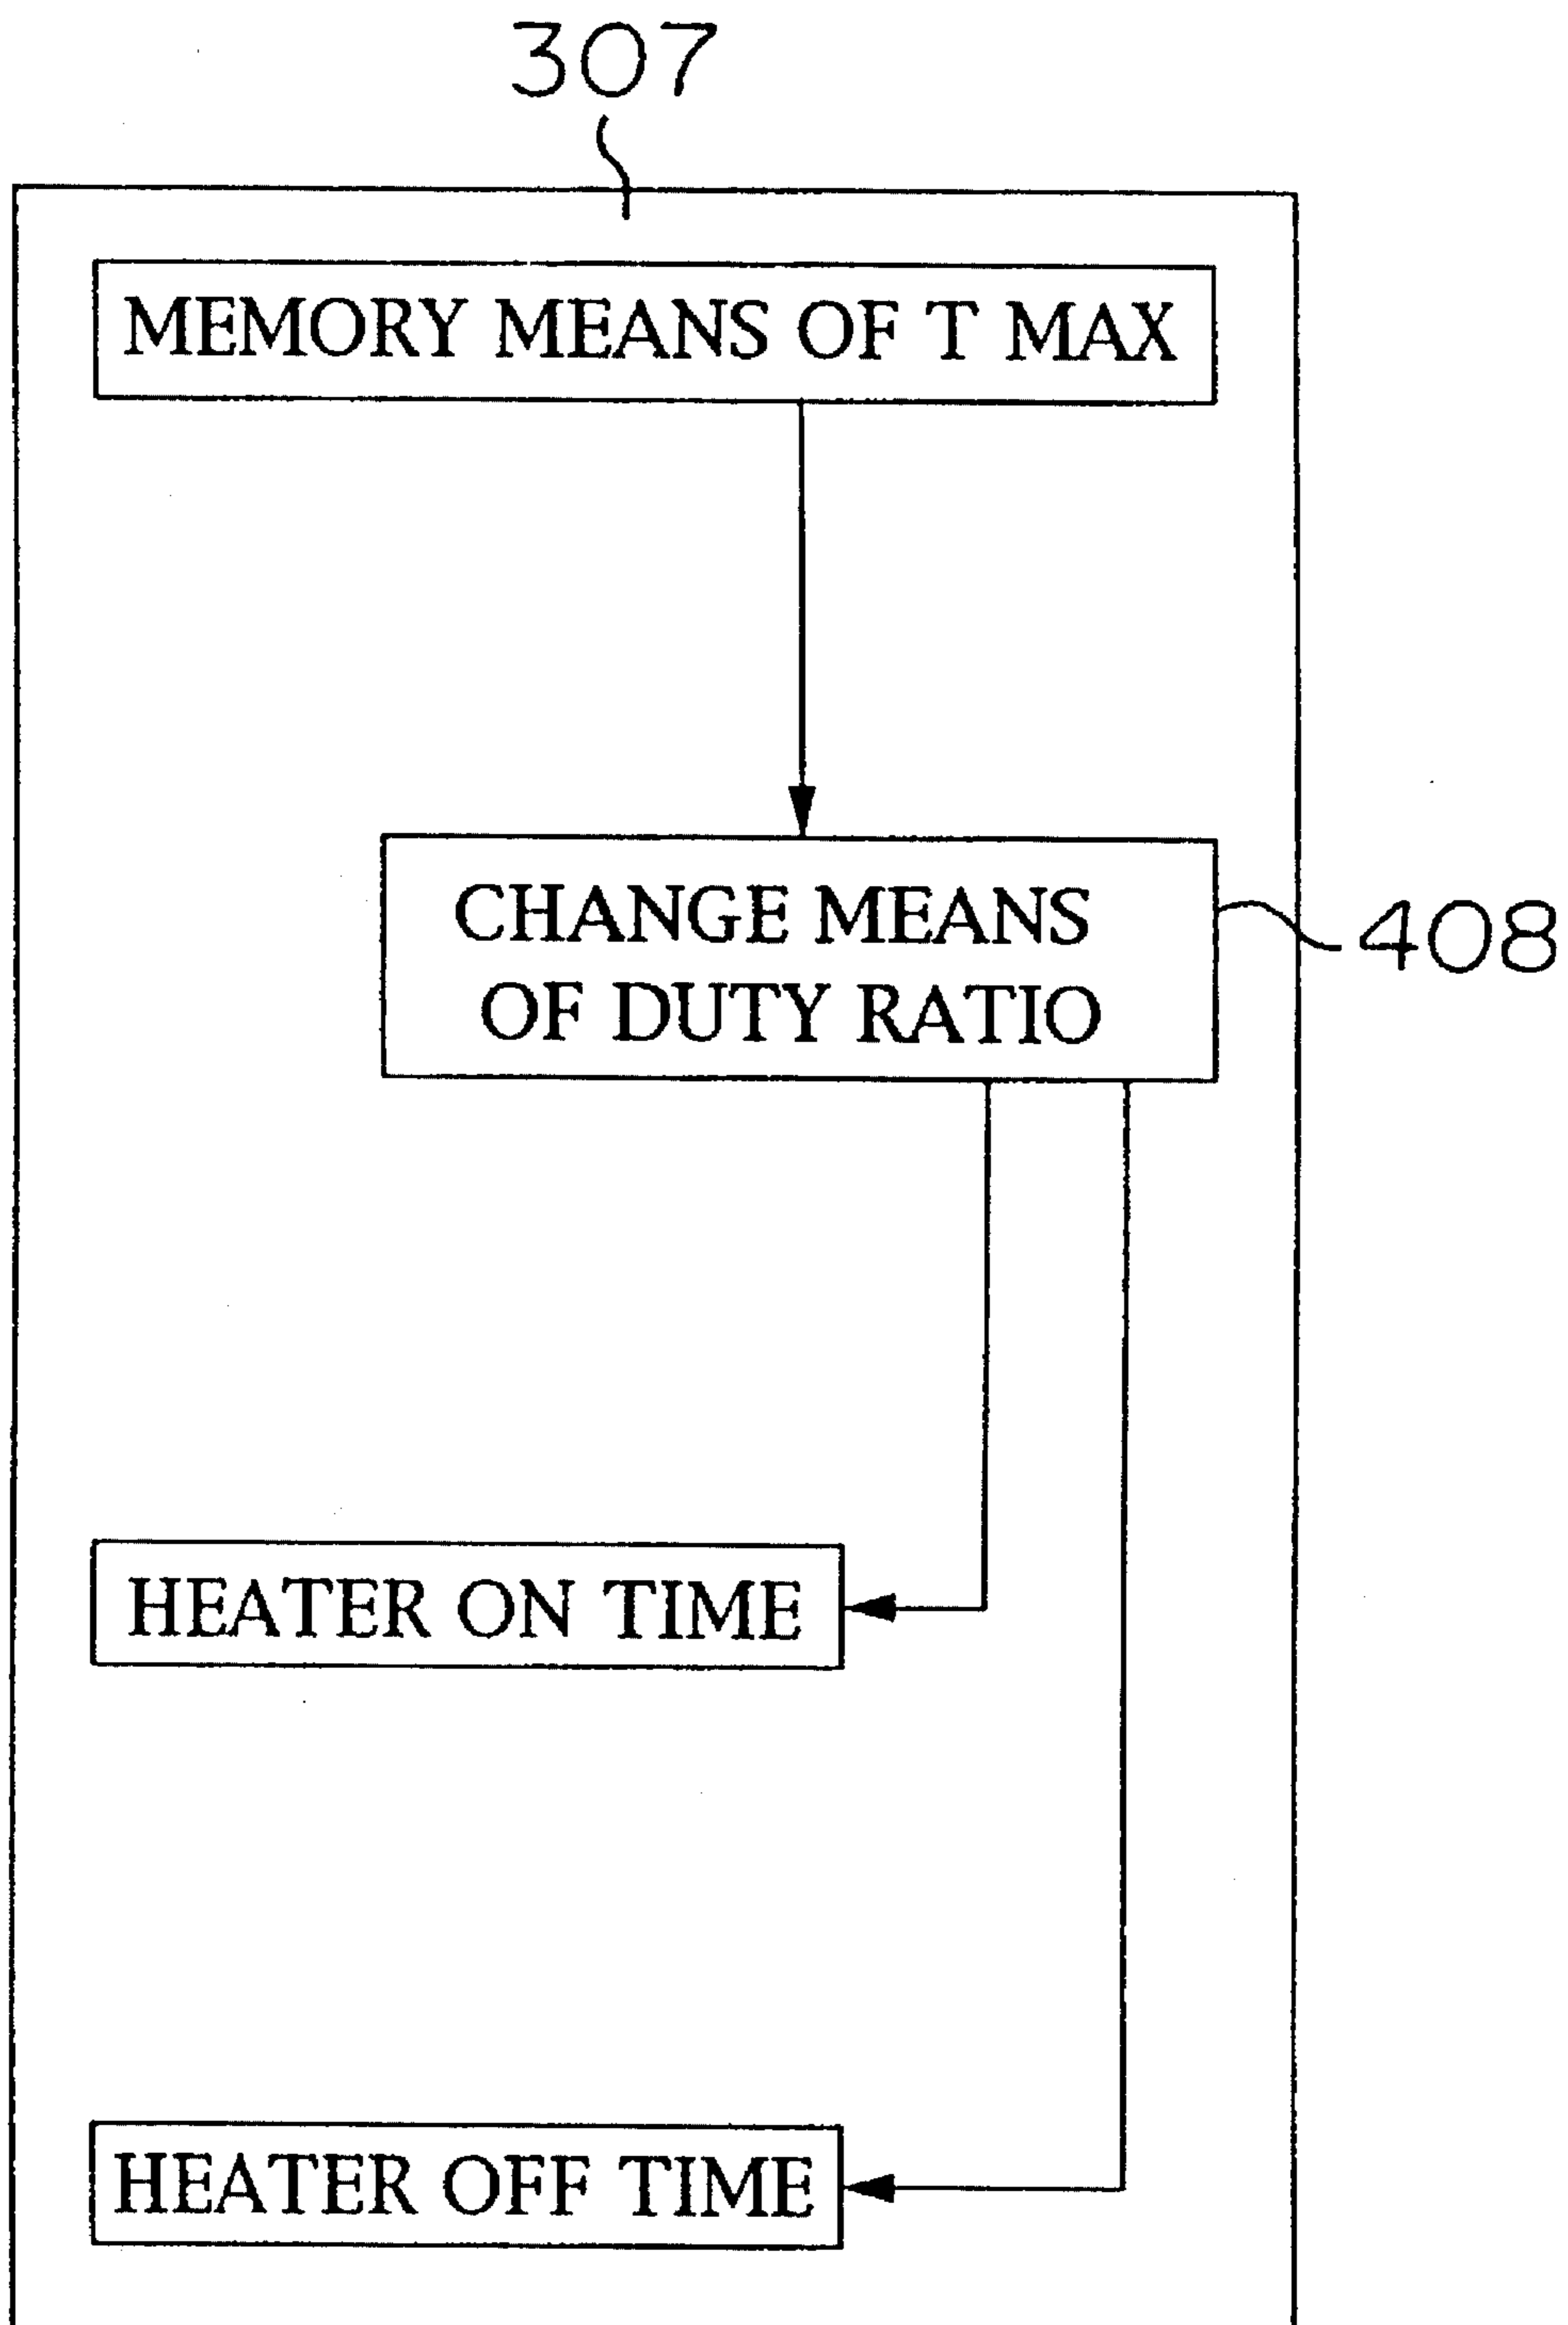 307
MEMORY MEANS OF T MAX
CHANGE MEANS
OF DUTY RATIO
408
HEATER ON TIME
HEATER OFF TIME